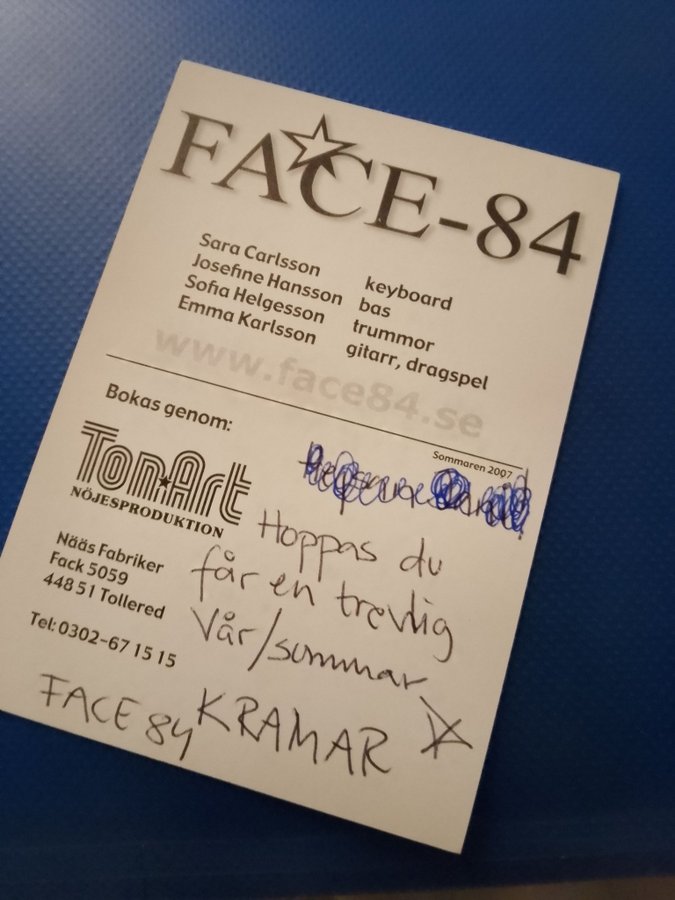 FACE-84
Sara Carlsson keyboard
Josefine Hansson bas
Sofia Helgesson trummor
Emma Karlsson gitarr, dragspel
www.face84.se
Sommaren 2007
Bokas genom:
TonArt
NÖJESPRODUKTION
Nääs Fabriker
Fack 5059
448 51 Tollered
Tel: 0302-67 15 15
Hoppas du
får en trevlig
Vår/sommar
KRAMAR
FACE 84